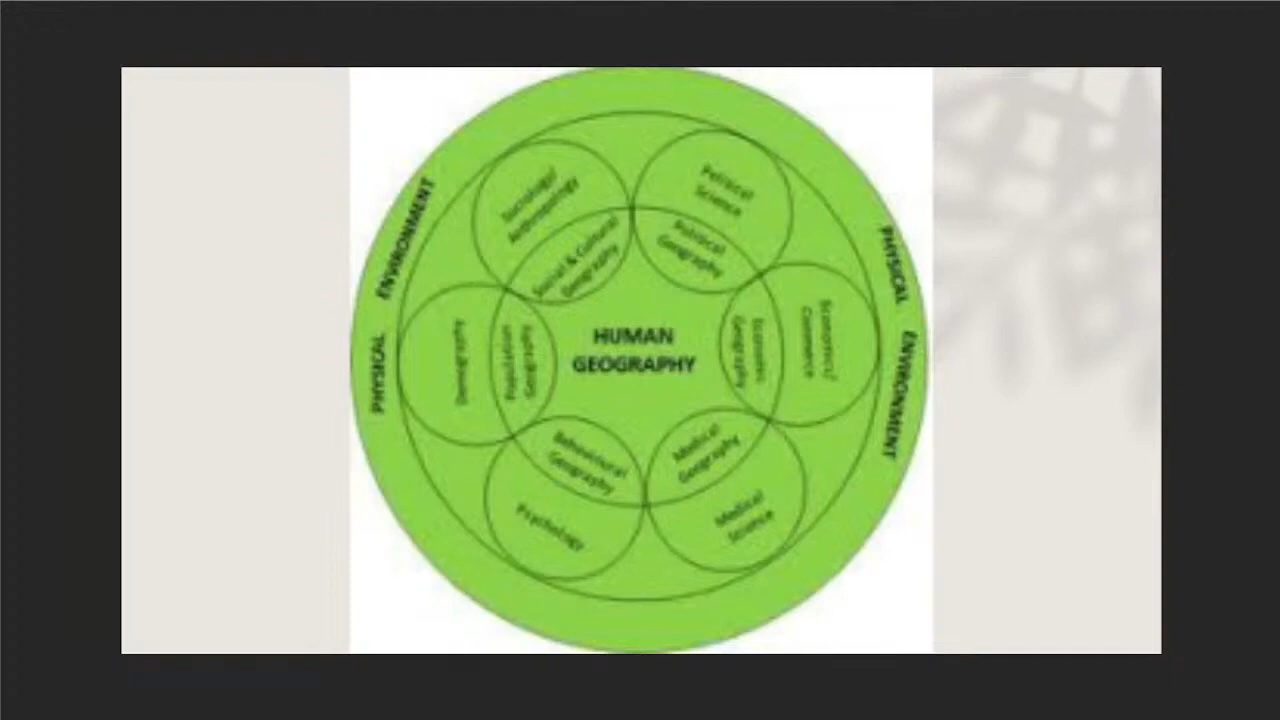 PHYSICAL ENVIRONMENT
Sociology/
Anthropology
Social & Cultural
Geography
Political
Science
Political
Geography
PHYSICAL ENVIRONMENT
Demography
Population
Geography
HUMAN
GEOGRAPHY
Economic
Geography
Economics/
Commerce
Behavioural
Geography
Psychology
Medical
Geography
Medical
Science